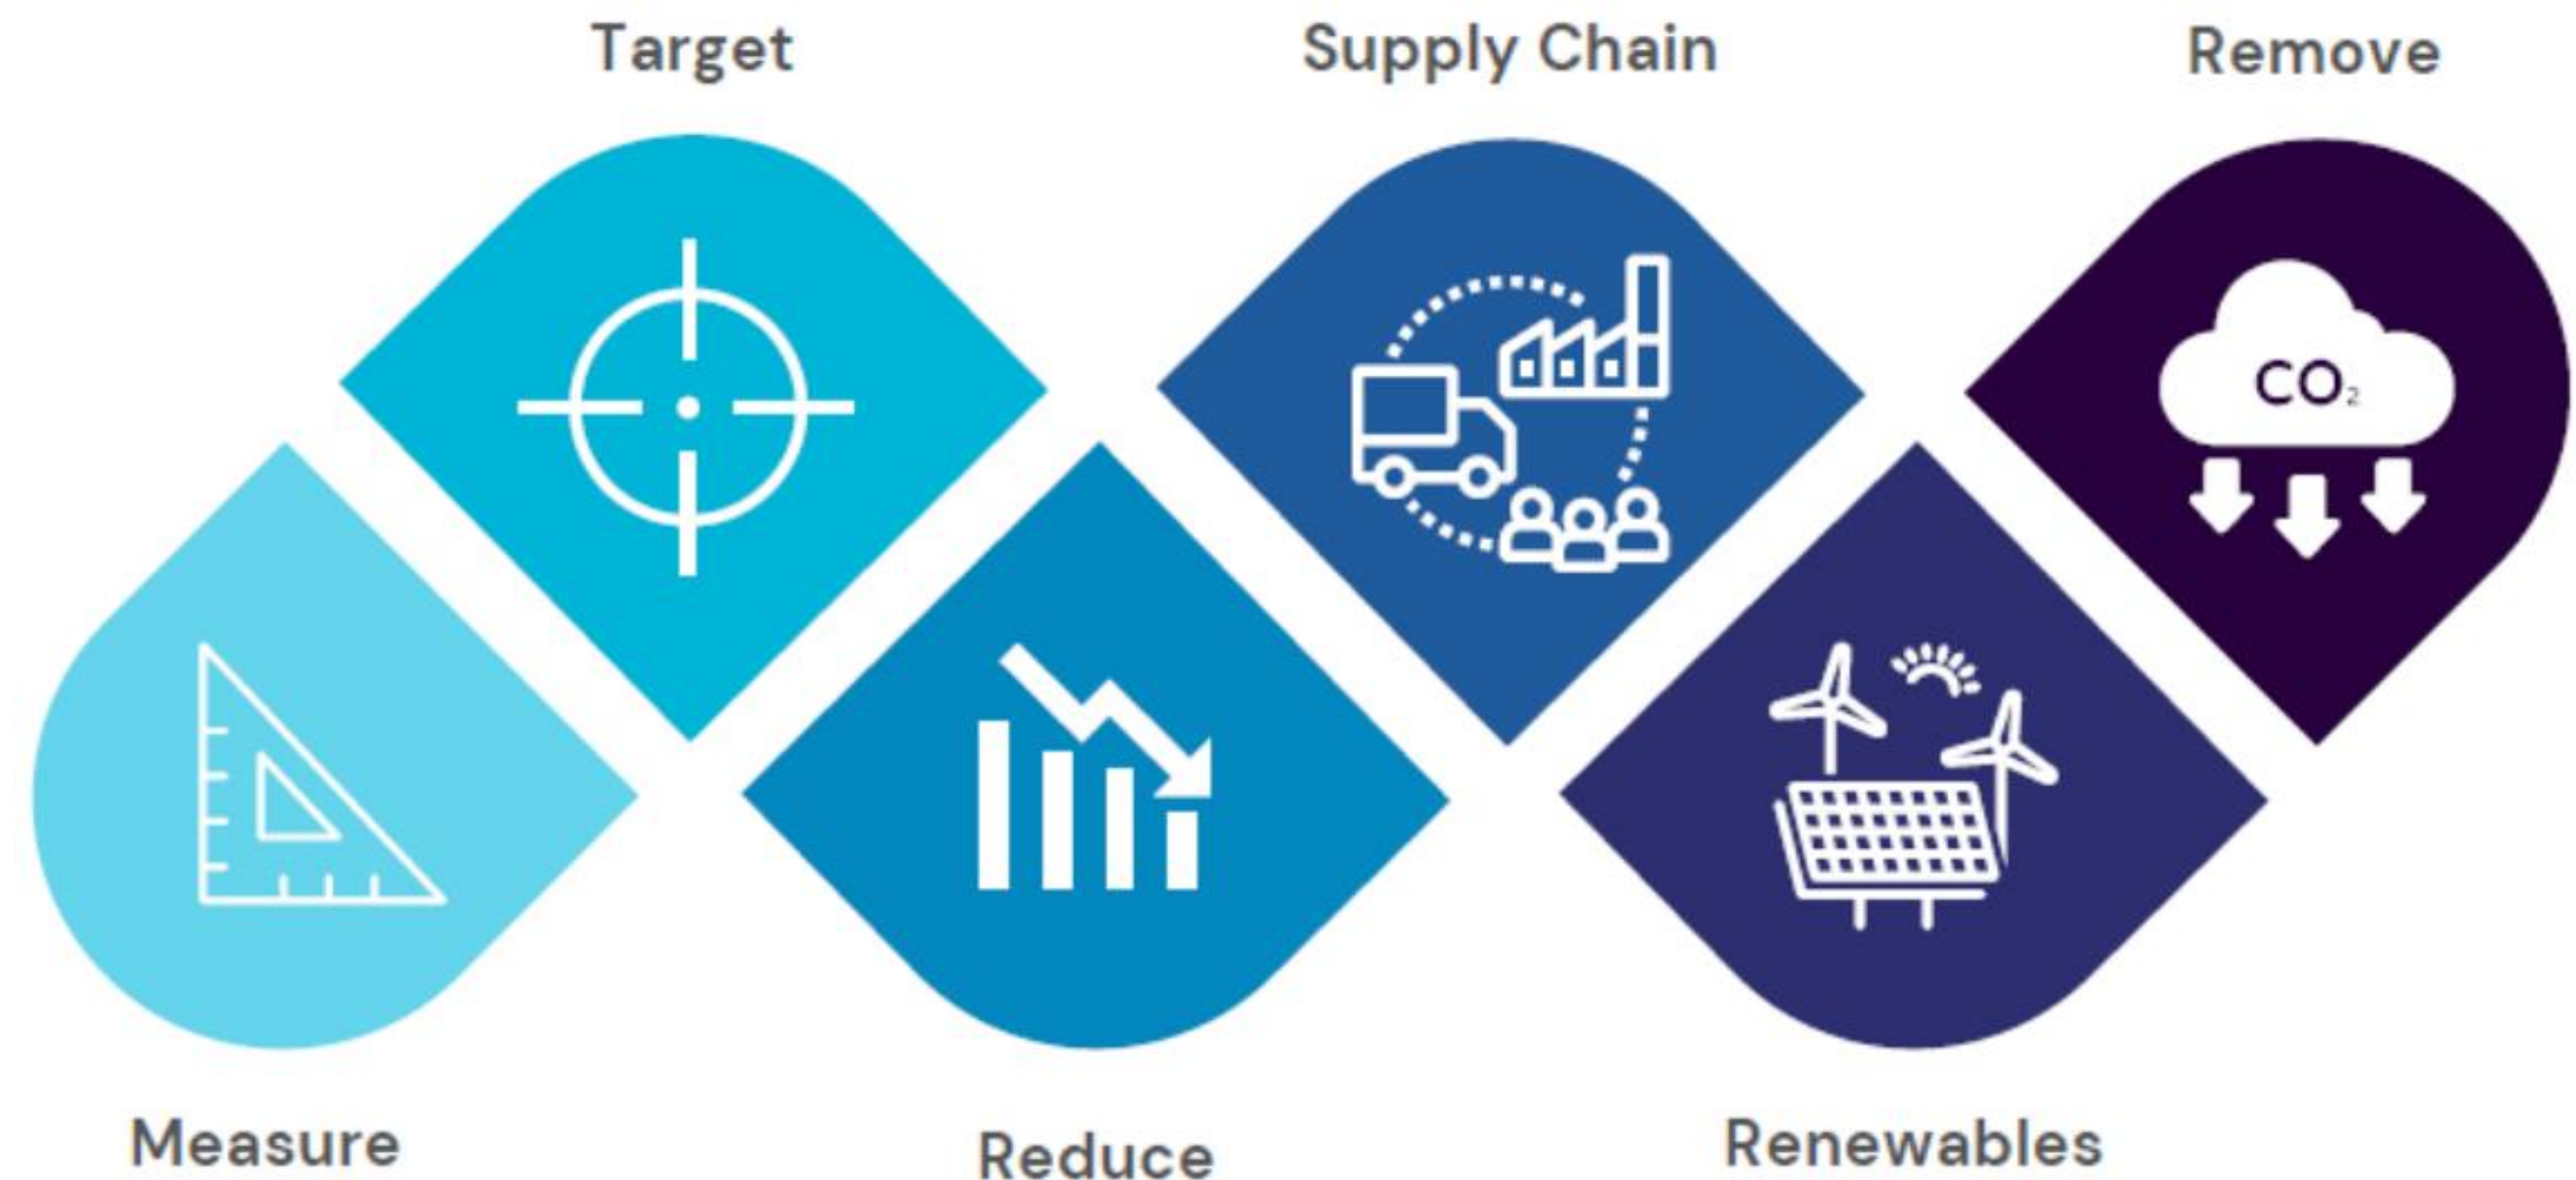 Target
Supply Chain
Remove
CO₂
Measure
Reduce
Renewables